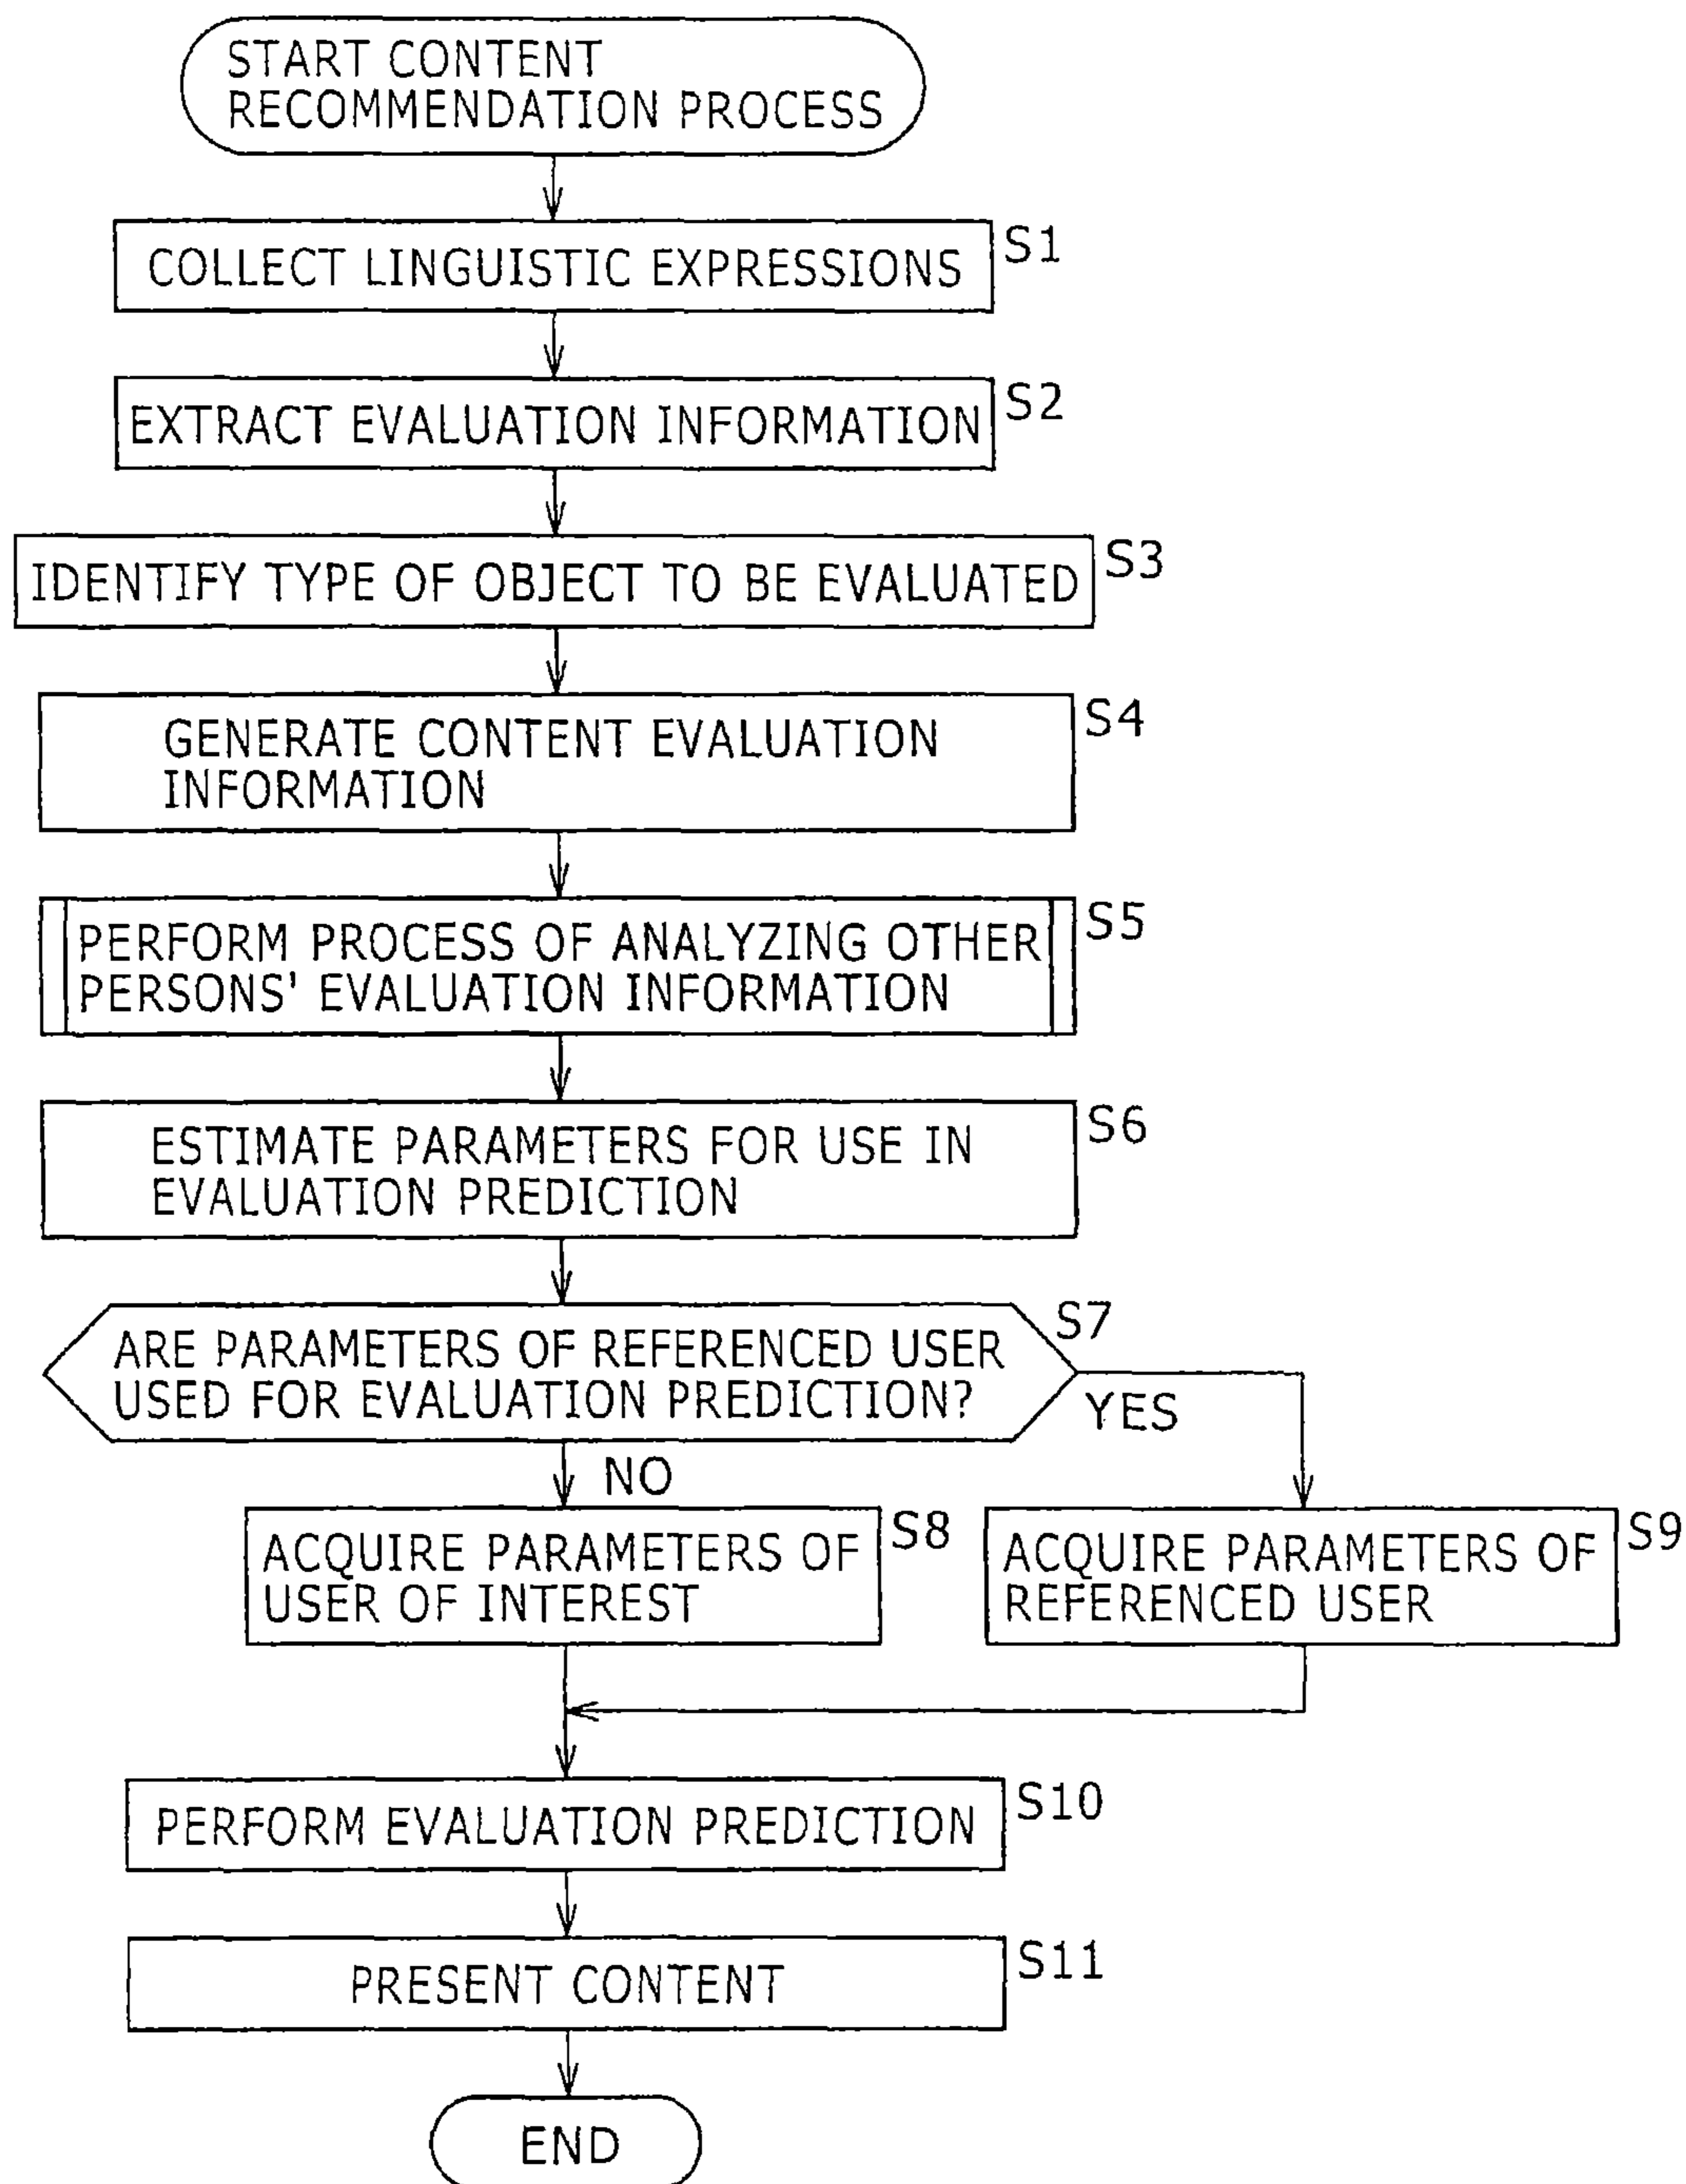 START CONTENT
RECOMMENDATION PROCESS
COLLECT LINGUISTIC EXPRESSIONS
S1
EXTRACT EVALUATION INFORMATION
S2
IDENTIFY TYPE OF OBJECT TO BE EVALUATED
S3
GENERATE CONTENT EVALUATION
INFORMATION
S4
PERFORM PROCESS OF ANALYZING OTHER
PERSONS' EVALUATION INFORMATION
S5
ESTIMATE PARAMETERS FOR USE IN
EVALUATION PREDICTION
S6
ARE PARAMETERS OF REFERENCED USER
USED FOR EVALUATION PREDICTION?
S7
YES
NO
ACQUIRE PARAMETERS OF
USER OF INTEREST
S8
ACQUIRE PARAMETERS OF
REFERENCED USER
S9
PERFORM EVALUATION PREDICTION
S10
PRESENT CONTENT
S11
END